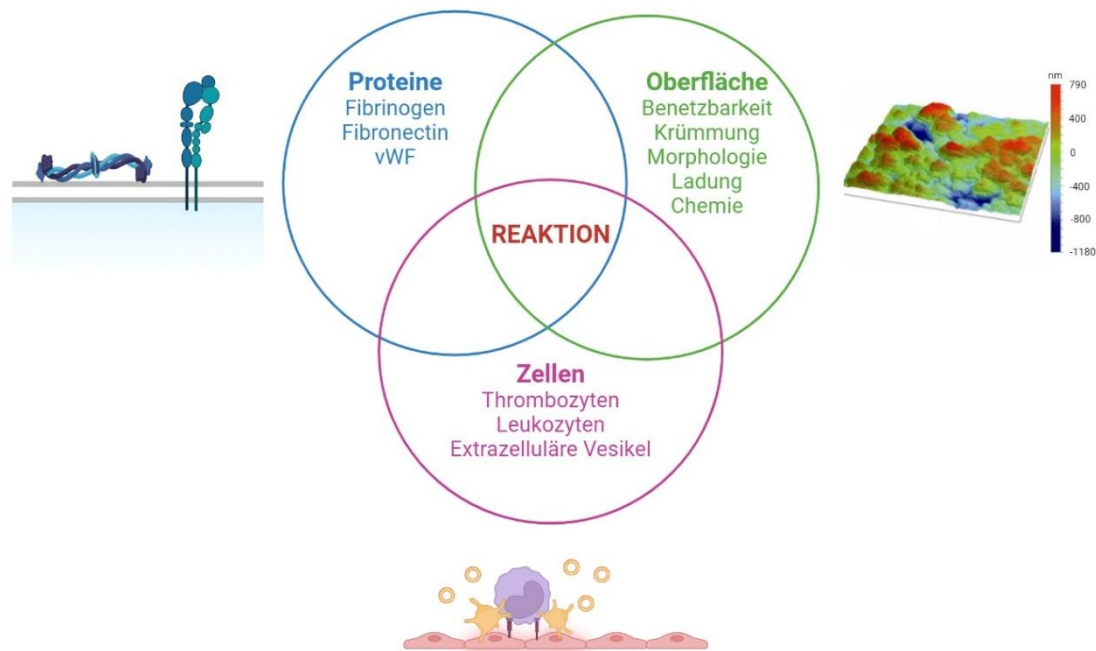 Proteine
Fibrinogen
Fibronectin
vWF
Oberfläche
Benetzbarkeit
Krümmung
Morphologie
Ladung
Chemie
REAKTION
Zellen
Thrombozyten
Leukozyten
Extrazelluläre Vesikel
nm
790
400
0
-400
-800
-1180